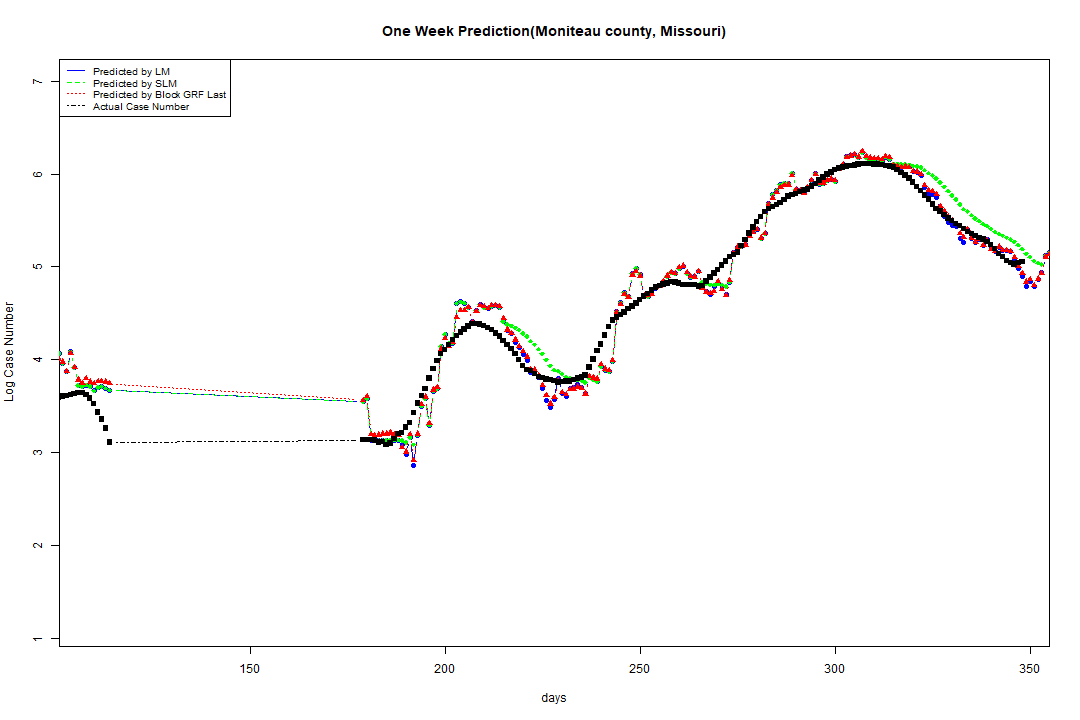 One Week Prediction(Moniteau county, Missouri)
Predicted by LM
Predicted by SLM
Predicted by Block GRF Last
Actual Case Number
7
6
5
4
3
2
1
Log Case Number
150 200 250 300 350
days